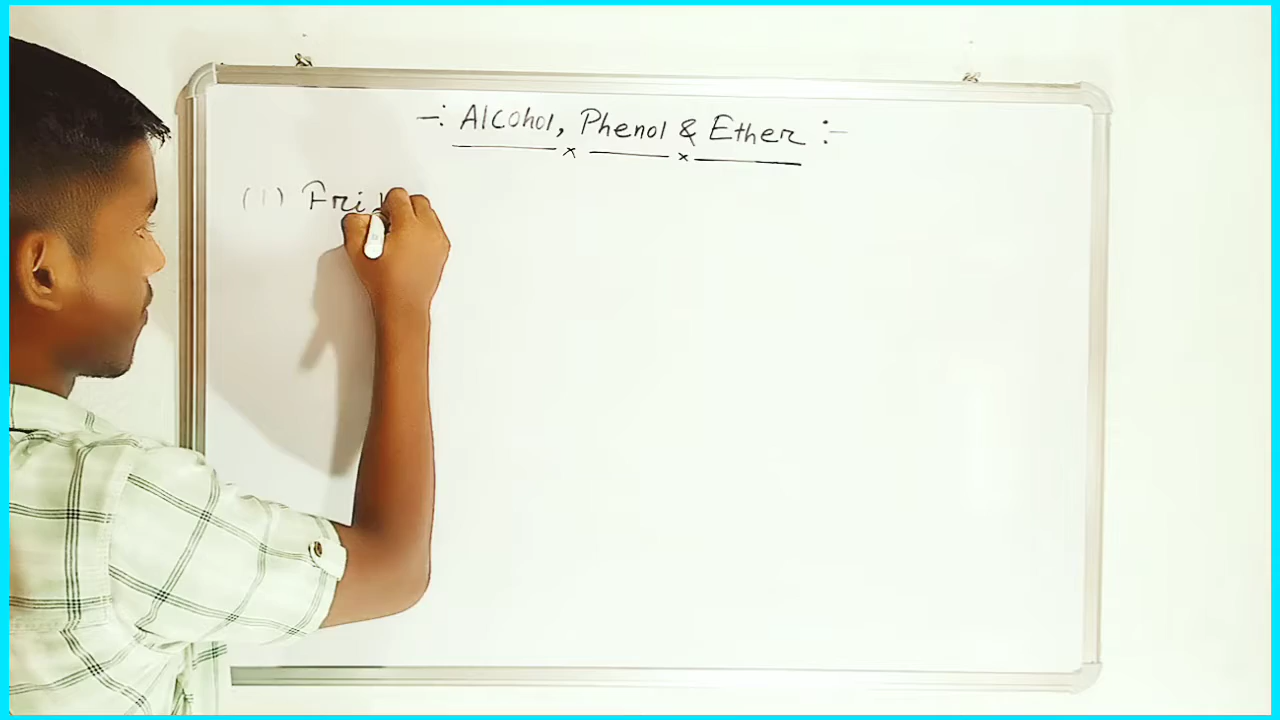 -: Alcohol, Phenol & Ether :-
(1) Fri